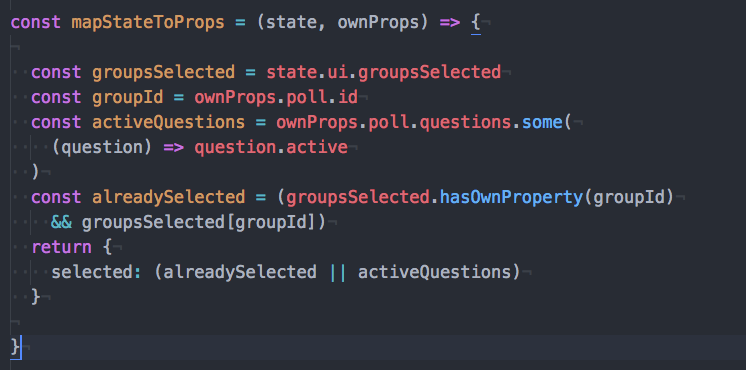 const mapStateToProps = (state, ownProps) => {
const groupsSelected = state.ui.groupsSelected
const groupId = ownProps.poll.id
const activeQuestions = ownProps.poll.questions.some(
(question) => question.active
)
const alreadySelected = (groupsSelected.hasOwnProperty(groupId)
&& groupsSelected[groupId])
return {
selected: (alreadySelected || activeQuestions)
}
}